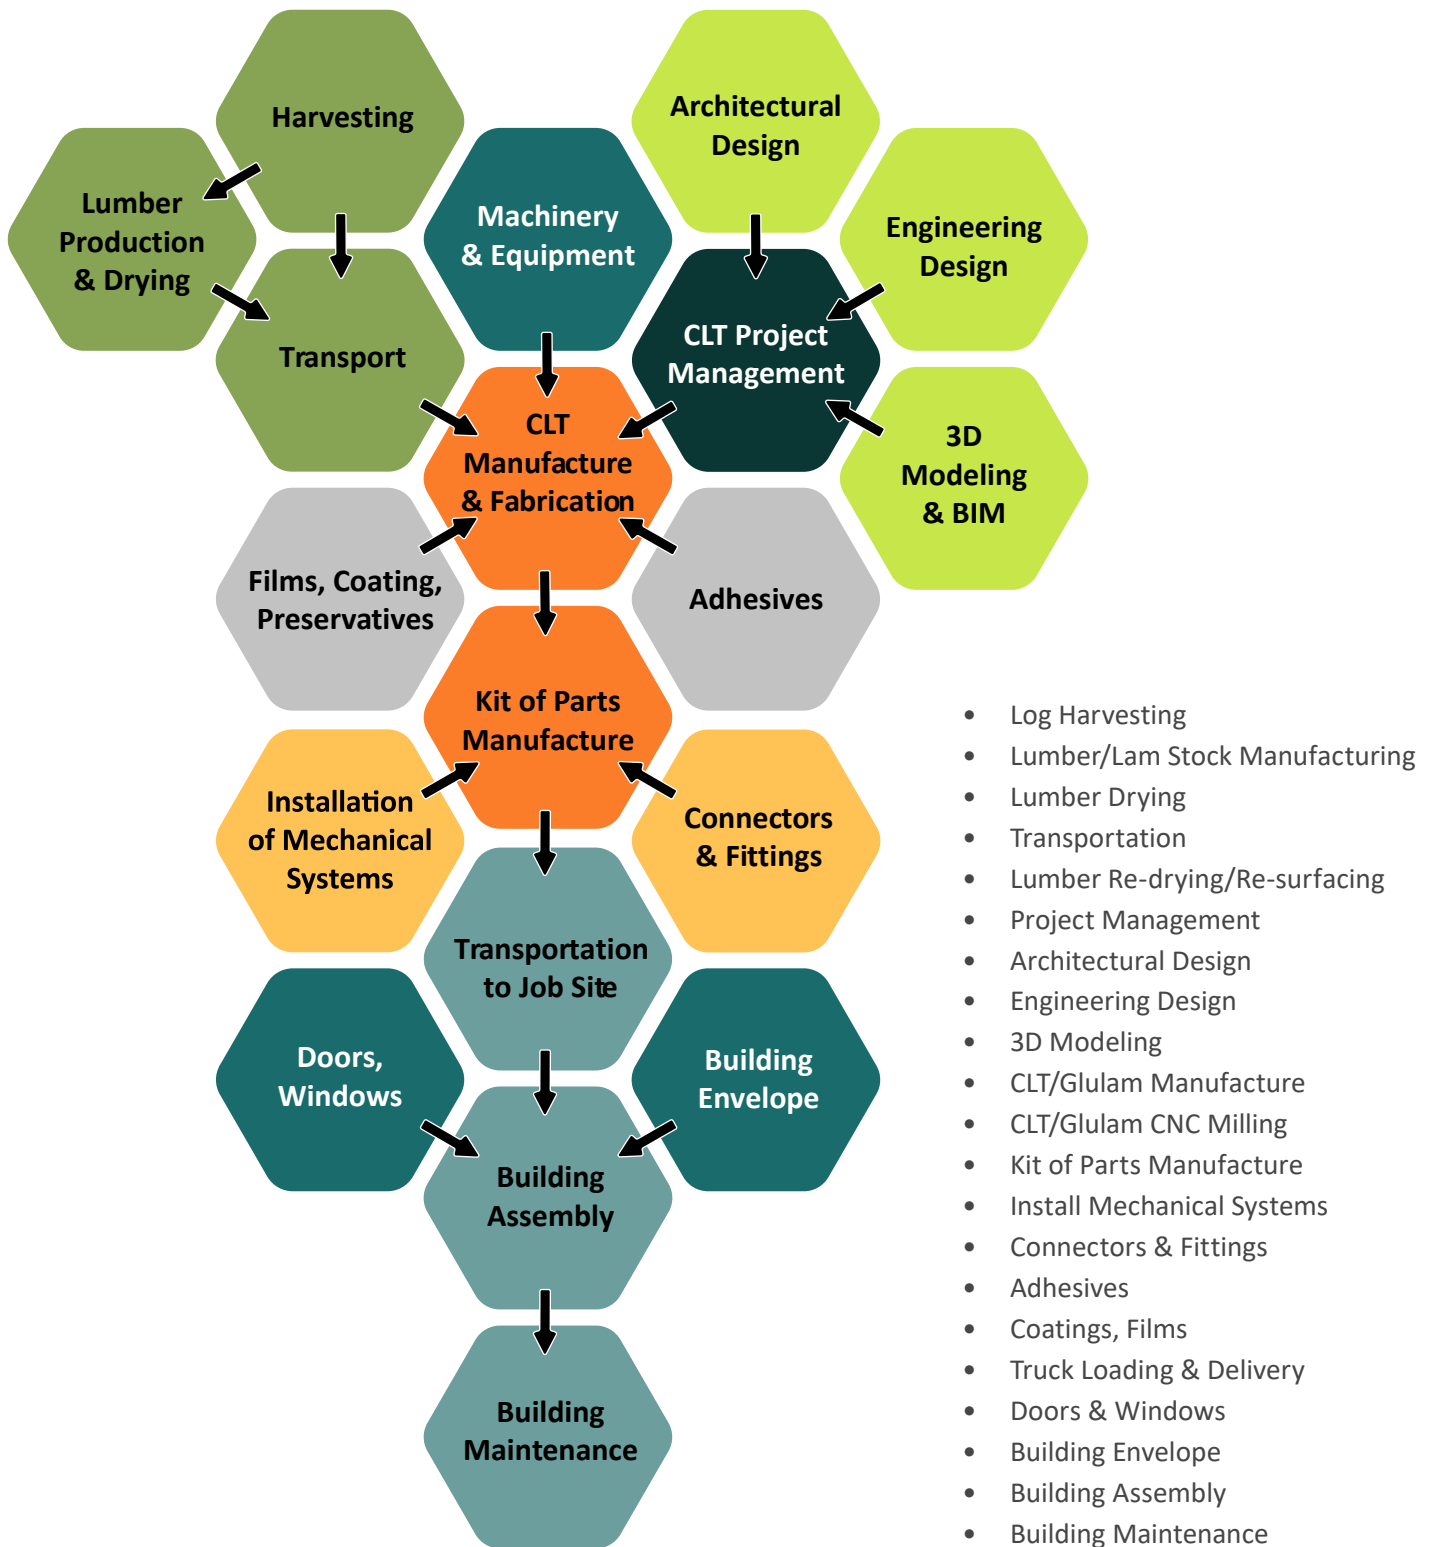 Harvesting
Architectural
Design
Lumber
Production
& Drying
Machinery
& Equipment
Engineering
Design
Transport
CLT Project
Management
CLT
Manufacture
& Fabrication
3D
Modeling
& BIM
Films, Coating,
Preservatives
Adhesives
Kit of Parts
Manufacture
Installation
of Mechanical
Systems
Connectors
& Fittings
Transportation
to Job Site
Doors,
Windows
Building
Envelope
Building
Assembly
Building
Maintenance
• Log Harvesting
• Lumber/Lam Stock Manufacturing
• Lumber Drying
• Transportation
• Lumber Re-drying/Re-surfacing
• Project Management
• Architectural Design
• Engineering Design
• 3D Modeling
• CLT/Glulam Manufacture
• CLT/Glulam CNC Milling
• Kit of Parts Manufacture
• Install Mechanical Systems
• Connectors & Fittings
• Adhesives
• Coatings, Films
• Truck Loading & Delivery
• Doors & Windows
• Building Envelope
• Building Assembly
• Building Maintenance